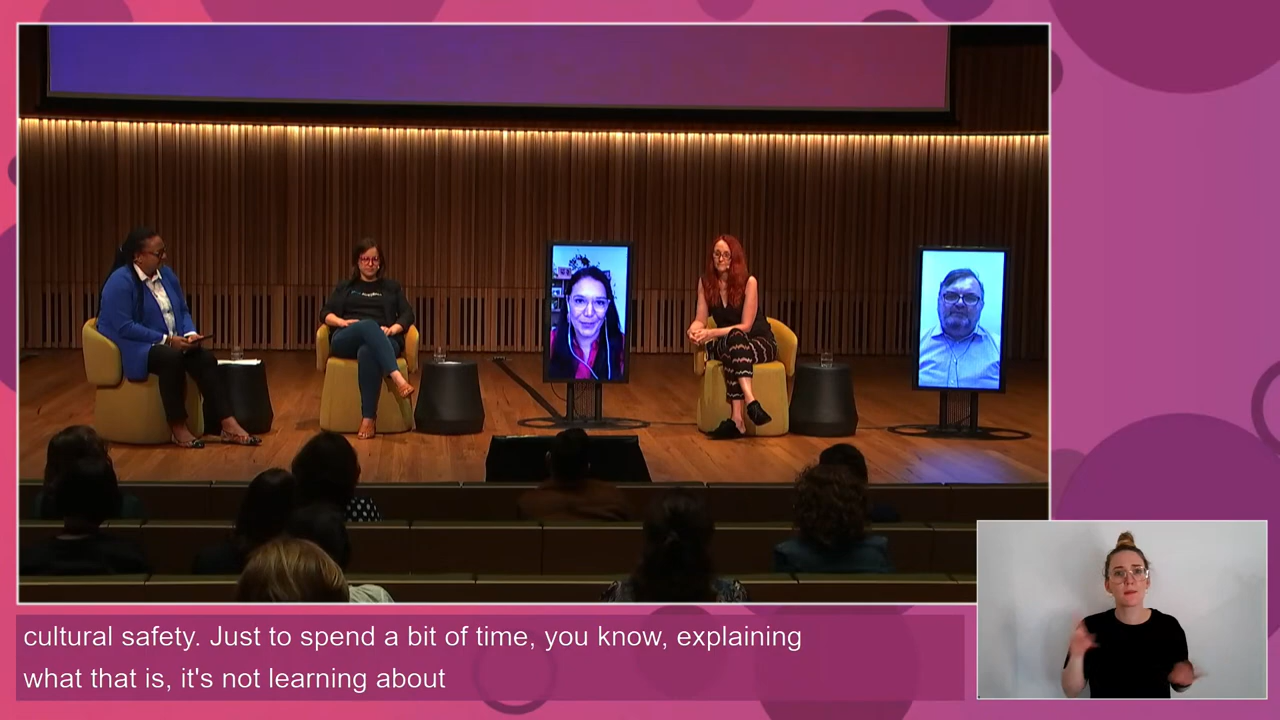 cultural safety. Just to spend a bit of time, you know, explaining
what that is, it's not learning about